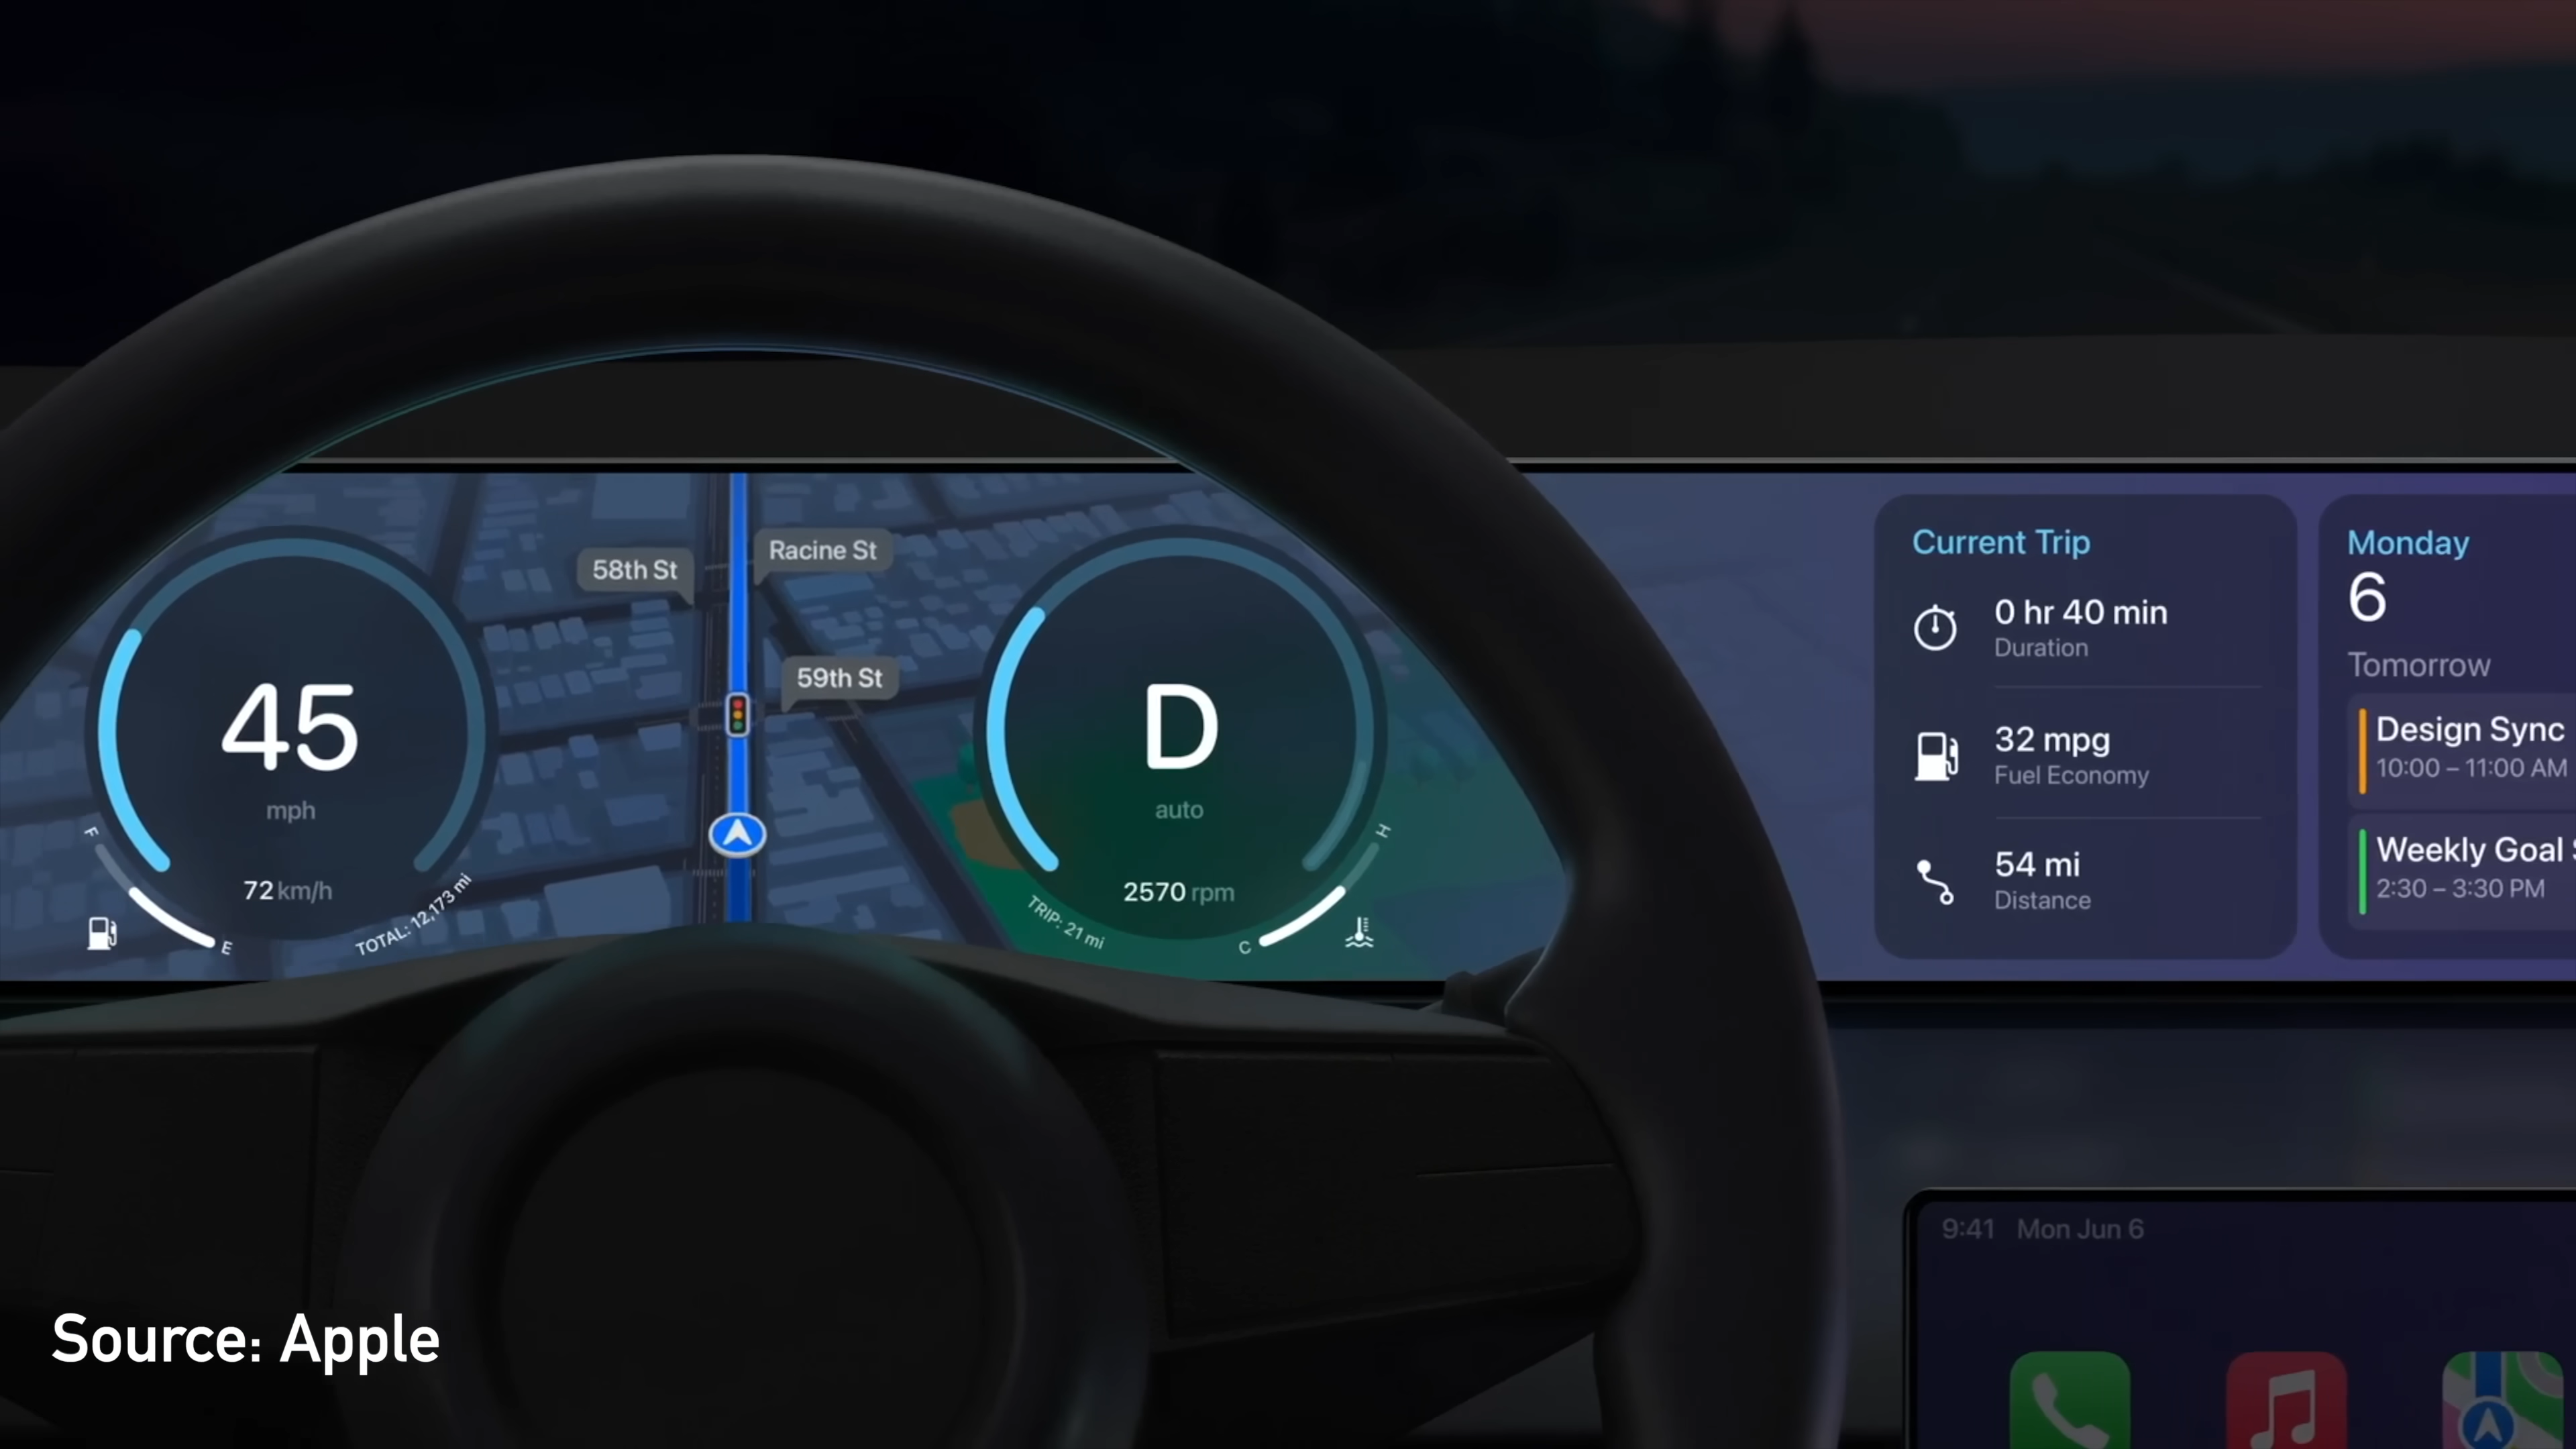 58th St
Racine St
59th St
45
mph
72 km/h
F
E
TOTAL: 12,173 mi
D
auto
2570 rpm
TRIP: 21 mi
C
H
Current Trip
0 hr 40 min
Duration
32 mpg
Fuel Economy
54 mi
Distance
Monday
6
Tomorrow
Design Sync
10:00 – 11:00 AM
Weekly Goal
2:30 – 3:30 PM
9:41 Mon Jun 6
Source: Apple